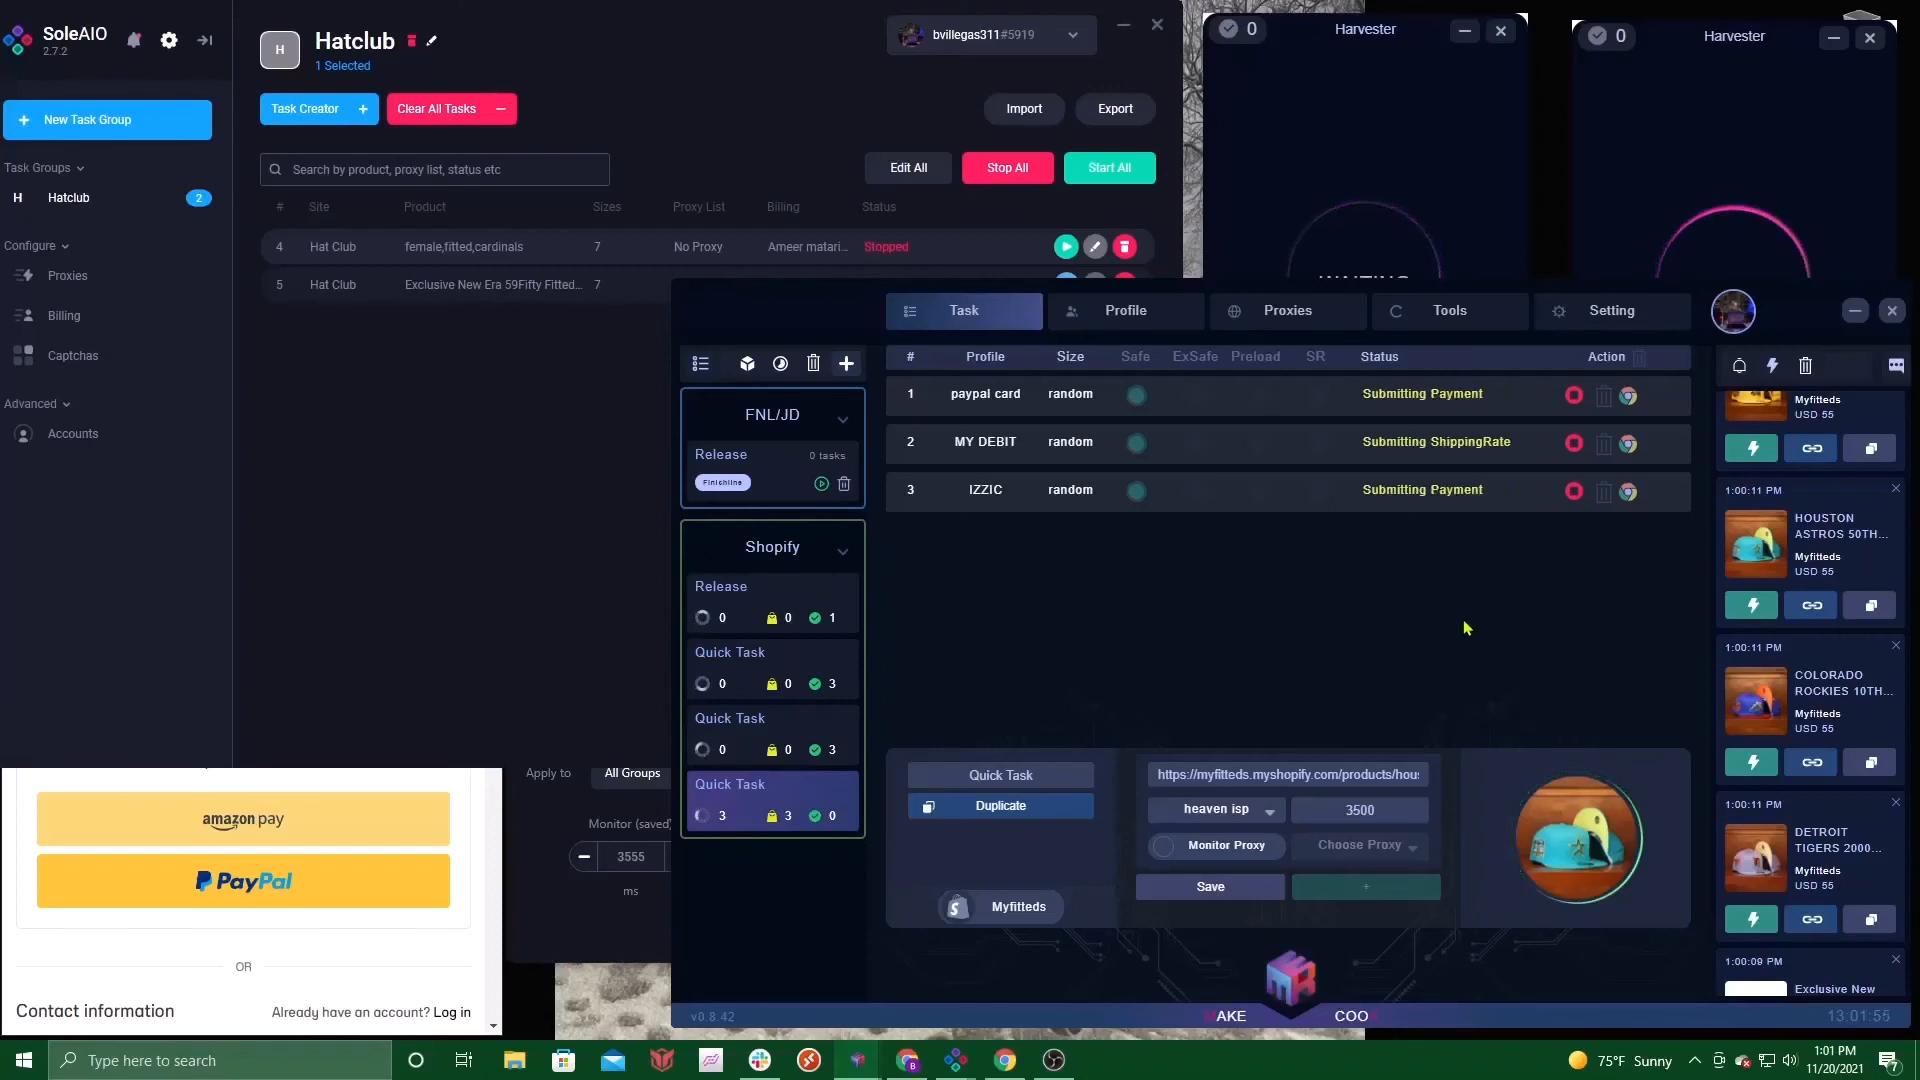 SoleAIO
2.7.2
New Task Group
Task Groups
H Hatclub 2
Configure
Proxies
Billing
Captchas
Advanced
Accounts
H
Hatclub
1 Selected
bvillegas311#5919
Task Creator +
Clear All Tasks −
Import
Export
Search by product, proxy list, status etc
Edit All
Stop All
Start All
# Site Product Sizes Proxy List Billing Status
4 Hat Club female,fitted,cardinals 7 No Proxy Ameer matari... Stopped
5 Hat Club Exclusive New Era 59Fifty Fitted... 7
0 Harvester
0 Harvester
Task
Profile
Proxies
Tools
Setting
# Profile Size Safe ExSafe Preload SR Status Action
1 paypal card random Submitting Payment
2 MY DEBIT random Submitting ShippingRate
3 IZZIC random Submitting Payment
FNL/JD
Release 0 tasks
Finishline
Shopify
Release
0 0 1
Quick Task
0 0 3
Quick Task
0 0 3
Quick Task
3 3 0
Quick Task
Duplicate
Myfitteds
https://myfitteds.myshopify.com/products/hou
heaven isp
3500
Monitor Proxy
Choose Proxy
Save
+
Myfitteds
USD 55
1:00:11 PM
HOUSTON
ASTROS 50TH...
Myfitteds
USD 55
1:00:11 PM
COLORADO
ROCKIES 10TH...
Myfitteds
USD 55
1:00:11 PM
DETROIT
TIGERS 2000...
Myfitteds
USD 55
1:00:09 PM
Exclusive New
Apply to
All Groups
Monitor (saved)
3555
ms
amazon pay
PayPal
OR
Contact information
Already have an account? Log in
v0.8.42
AKE
COO
13:01:55
Type here to search
75°F Sunny
1:01 PM
11/20/2021
7